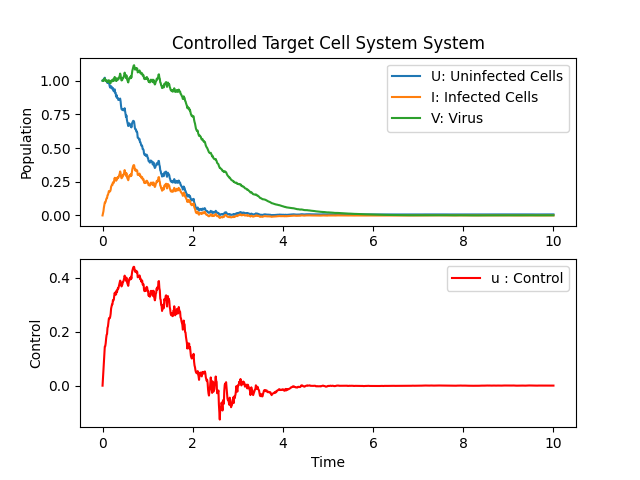 Controlled Target Cell System System
Population
1.00
0.75
0.50
0.25
0.00
U: Uninfected Cells
I: Infected Cells
V: Virus
0 2 4 6 8 10
Control
0.4
0.2
0.0
u : Control
0 2 4 6 8 10
Time